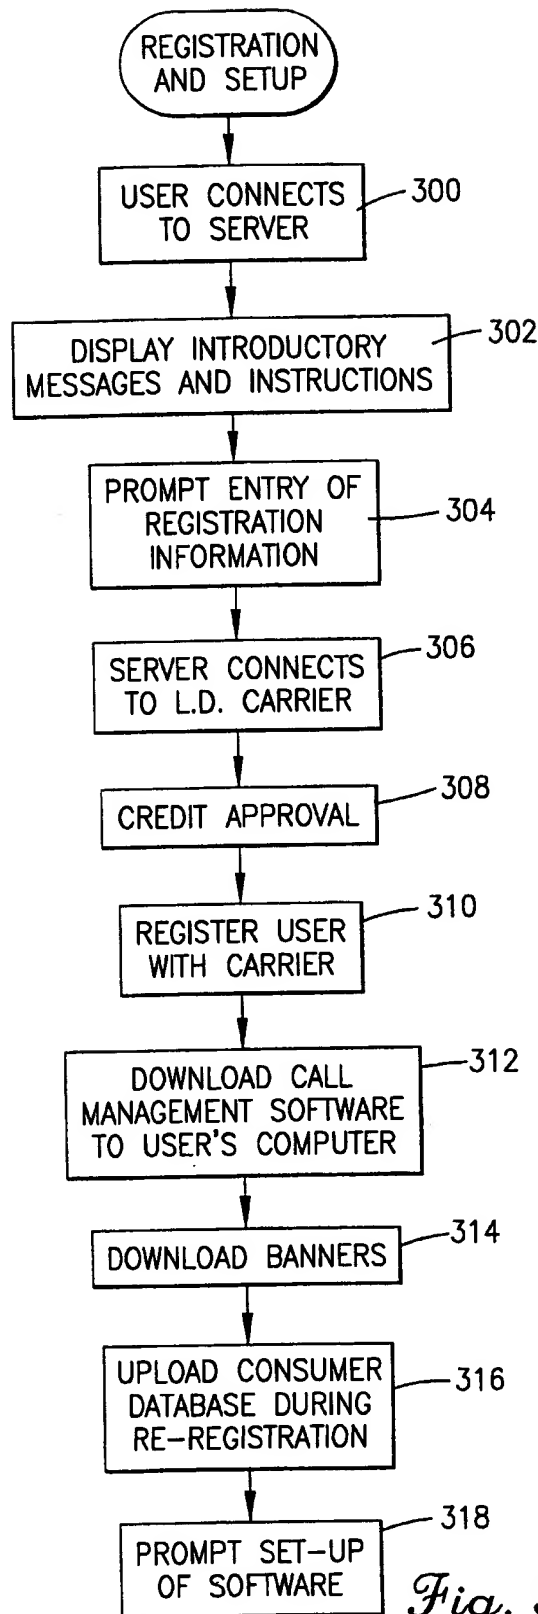 REGISTRATION
AND SETUP
USER CONNECTS
TO SERVER
300
DISPLAY INTRODUCTORY
MESSAGES AND INSTRUCTIONS
302
PROMPT ENTRY OF
REGISTRATION
INFORMATION
304
SERVER CONNECTS
TO L.D. CARRIER
306
CREDIT APPROVAL
308
REGISTER USER
WITH CARRIER
310
DOWNLOAD CALL
MANAGEMENT SOFTWARE
TO USER'S COMPUTER
312
DOWNLOAD BANNERS
314
UPLOAD CONSUMER
DATABASE DURING
RE-REGISTRATION
316
PROMPT SET-UP
OF SOFTWARE
318
Fig.